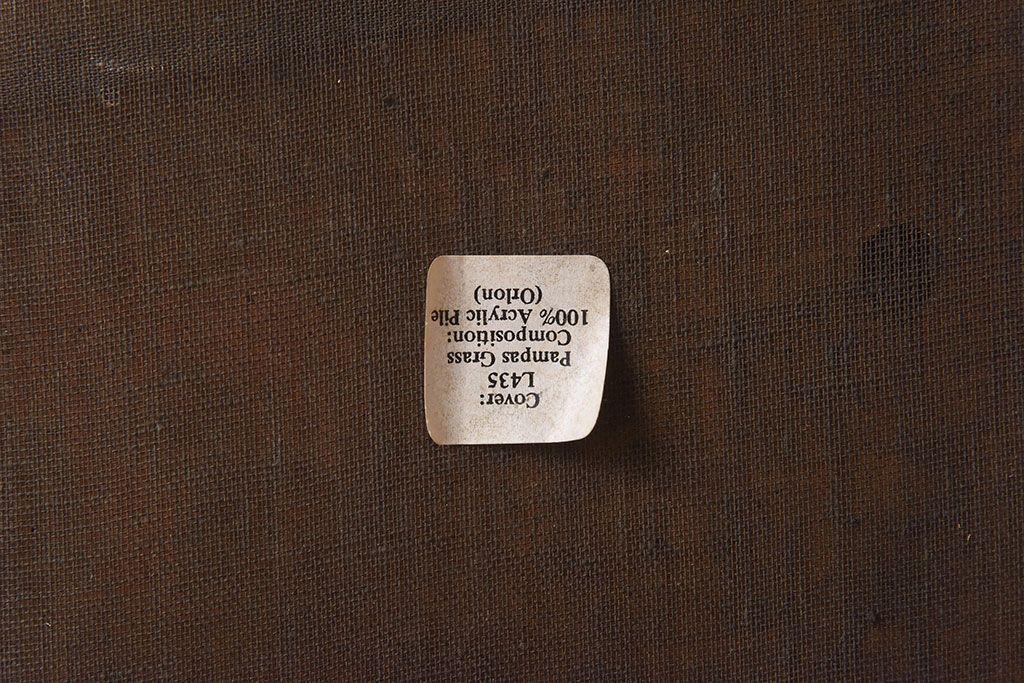 Cover:
L435
Pampas Grass
Composition:
100% Acrylic Pile
(Orlon)